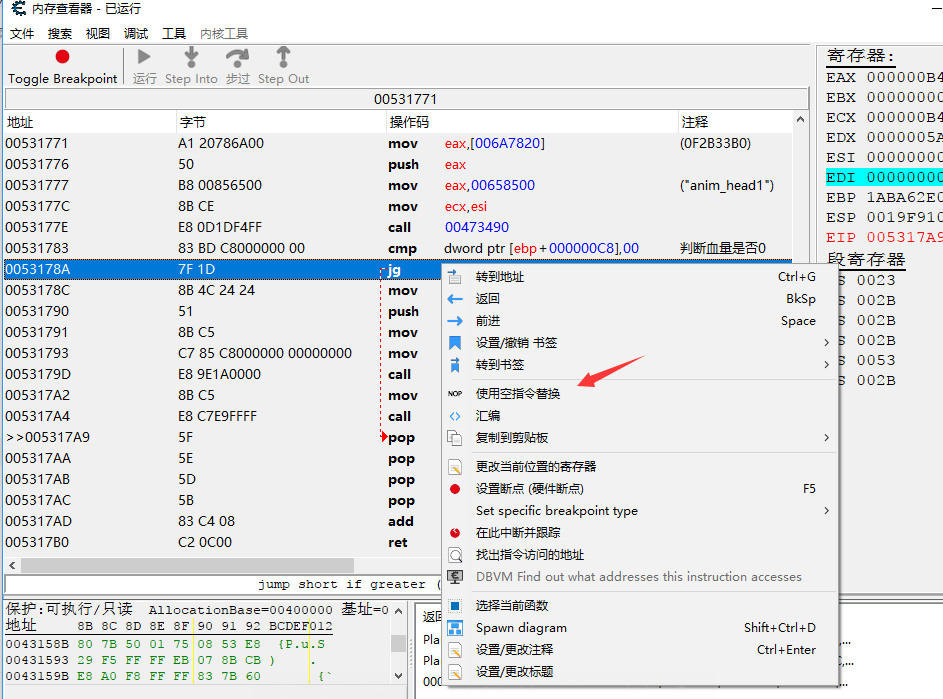 内存查看器 - 已运行
文件 搜索 视图 调试 工具 内核工具
Toggle Breakpoint 运行 Step Into 步过 Step Out
00531771
地址 字节 操作码 注释
00531771 A1 20786A00 mov eax,[006A7820] (0F2B33B0)
00531776 50 push eax
00531777 B8 00856500 mov eax,00658500 ("anim_head1")
0053177C 8B CE mov ecx,esi
0053177E E8 0D1DF4FF call 00473490
00531783 83 BD C8000000 00 cmp dword ptr [ebp+000000C8],00 判断血量是否0
0053178A 7F 1D jg
0053178C 8B 4C 24 24 mov
00531790 51 push
00531791 8B C5 mov
00531793 C7 85 C8000000 00000000 mov
0053179D E8 9E1A0000 call
005317A2 8B C5 mov
005317A4 E8 C7E9FFFF call
>>005317A9 5F pop
005317AA 5E pop
005317AB 5D pop
005317AC 5B pop
005317AD 83 C4 08 add
005317B0 C2 0C00 ret
jump short if greater (
转到地址 Ctrl+G
返回 BkSp
前进 Space
设置/撤销 书签
转到书签
NOP 使用空指令替换
汇编
复制到剪贴板
更改当前位置的寄存器
设置断点 (硬件断点) F5
Set specific breakpoint type
在此中断并跟踪
找出指令访问的地址
DBVM Find out what addresses this instruction accesses
选择当前函数
Spawn diagram Shift+Ctrl+D
设置/更改注释 Ctrl+Enter
设置/更改标题
寄存器:
EAX 000000B4
EBX 00000000
ECX 000000B4
EDX 0000005A
ESI 00000000
EDI 00000000
EBP 1ABA62E0
ESP 0019F910
EIP 005317A9
段寄存器
S 0023
S 002B
S 002B
S 002B
S 0053
S 002B
保护:可执行/只读 AllocationBase=00400000 基址=0
地址 8B 8C 8D 8E 8F 90 91 92 BCDEF012
0043158B 80 7B 50 01 75 08 53 E8 {P.u.S
00431593 29 F5 FF FF EB 07 8B CB ) .
0043159B E8 A0 F8 FF FF 83 7B 60 {`
返回
Pla
Pla
000